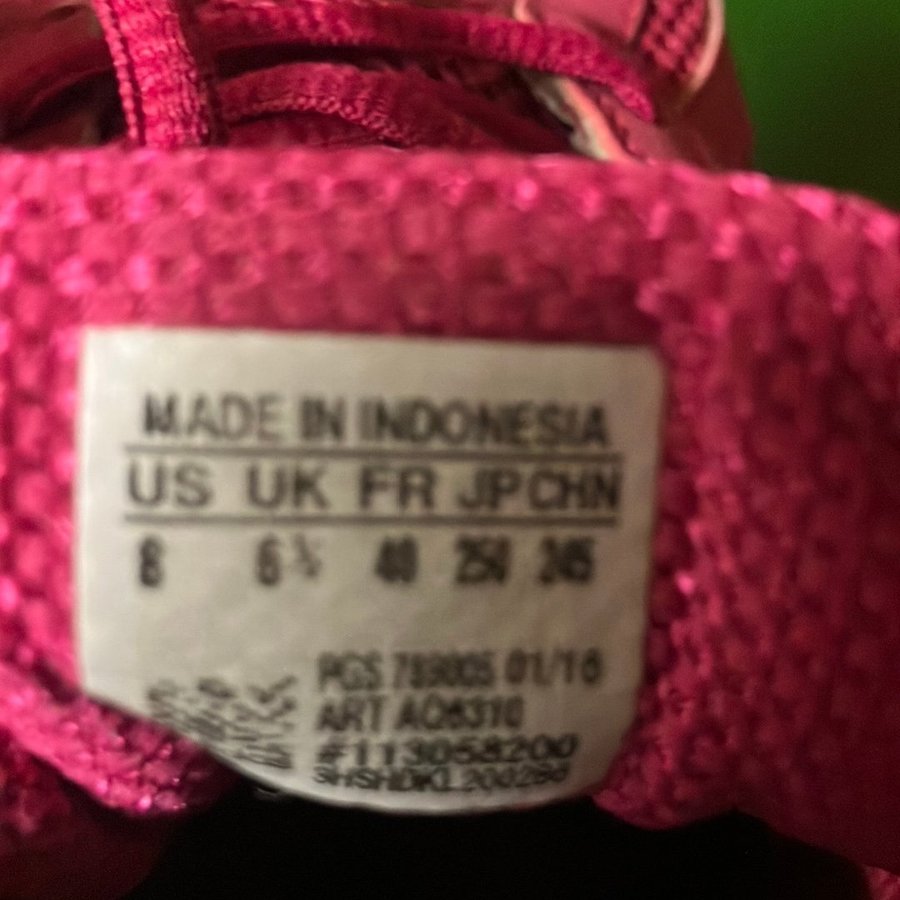 MADE IN INDONESIA
US UK FR JP CHN
8 6½ 40 250 245
PGS 789005 01/16
ART AQ6310
#113058200